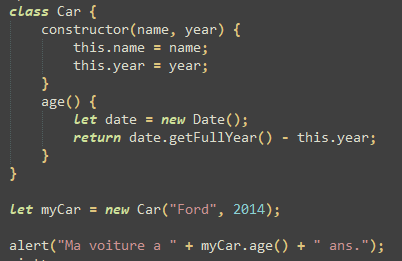 class Car {
    constructor(name, year) {
        this.name = name;
        this.year = year;
    }
    age() {
        let date = new Date();
        return date.getFullYear() - this.year;
    }
}

let myCar = new Car("Ford", 2014);

alert("Ma voiture a " + myCar.age() + " ans.");